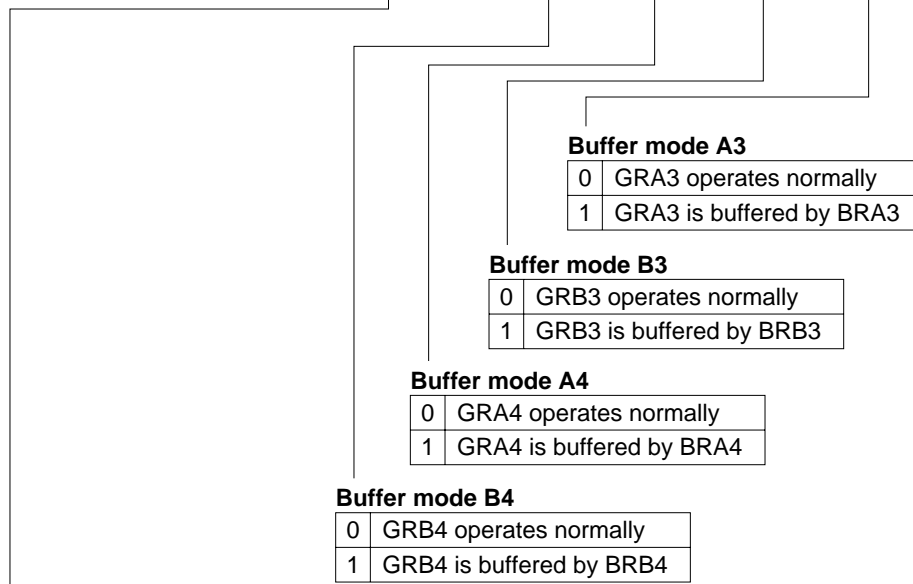 Buffer mode A3
0 GRA3 operates normally
1 GRA3 is buffered by BRA3
Buffer mode B3
0 GRB3 operates normally
1 GRB3 is buffered by BRB3
Buffer mode A4
0 GRA4 operates normally
1 GRA4 is buffered by BRA4
Buffer mode B4
0 GRB4 operates normally
1 GRB4 is buffered by BRB4